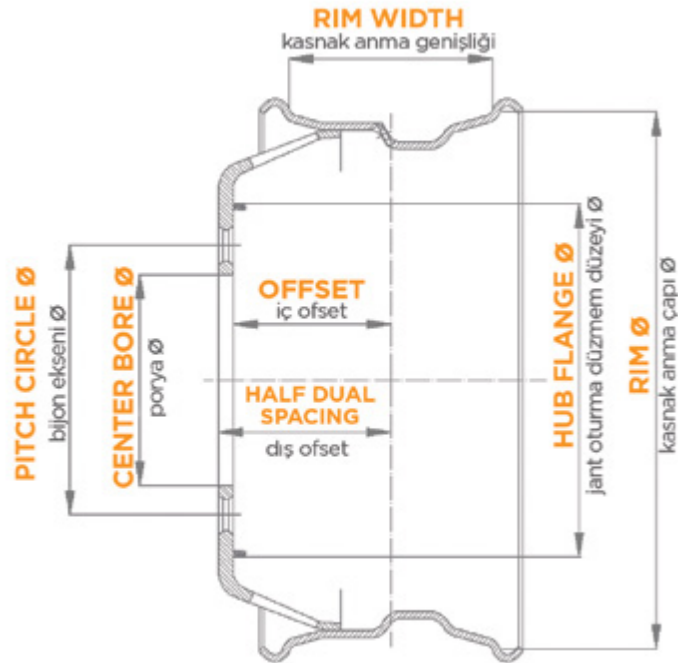 RIM WIDTH
kasnak anma genişliği
PITCH CIRCLE Ø
bijon ekseni Ø
CENTER BORE Ø
porya Ø
OFFSET
iç ofset
HALF DUAL
SPACING
dış ofset
HUB FLANGE Ø
jant oturma düzmem düzeyi Ø
RIM Ø
kasnak anma çapı Ø